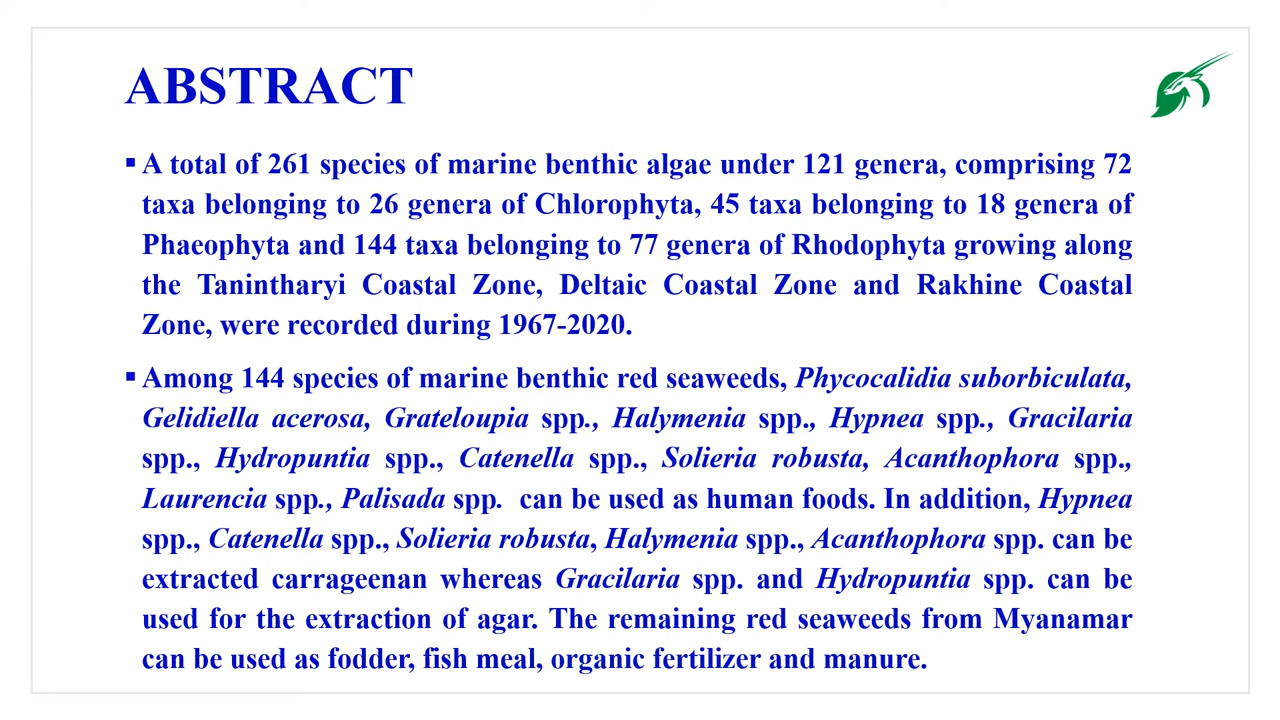 ABSTRACT
▪ A total of 261 species of marine benthic algae under 121 genera, comprising 72
taxa belonging to 26 genera of Chlorophyta, 45 taxa belonging to 18 genera of
Phaeophyta and 144 taxa belonging to 77 genera of Rhodophyta growing along
the Tanintharyi Coastal Zone, Deltaic Coastal Zone and Rakhine Coastal
Zone, were recorded during 1967-2020.
▪ Among 144 species of marine benthic red seaweeds, Phycocalidia suborbiculata,
Gelidiella acerosa, Grateloupia spp., Halymenia spp., Hypnea spp., Gracilaria
spp., Hydropuntia spp., Catenella spp., Solieria robusta, Acanthophora spp.,
Laurencia spp., Palisada spp. can be used as human foods. In addition, Hypnea
spp., Catenella spp., Solieria robusta, Halymenia spp., Acanthophora spp. can be
extracted carrageenan whereas Gracilaria spp. and Hydropuntia spp. can be
used for the extraction of agar. The remaining red seaweeds from Myanamar
can be used as fodder, fish meal, organic fertilizer and manure.